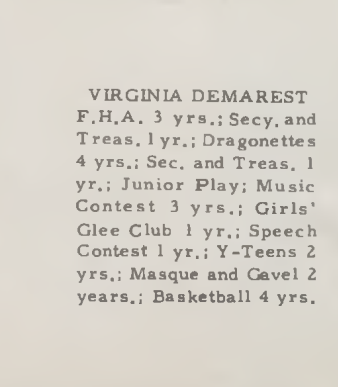 VIRGINIA DEMAREST
F.H.A. 3 yrs.; Secy. and
Treas. 1 yr.; Dragonettes
4 yrs.; Sec. and Treas. 1
yr.; Junior Play; Music
Contest 3 yrs.; Girls'
Glee Club 1 yr.; Speech
Contest 1 yr.; Y-Teens 2
yrs.; Masque and Gavel 2
years.; Basketball 4 yrs.